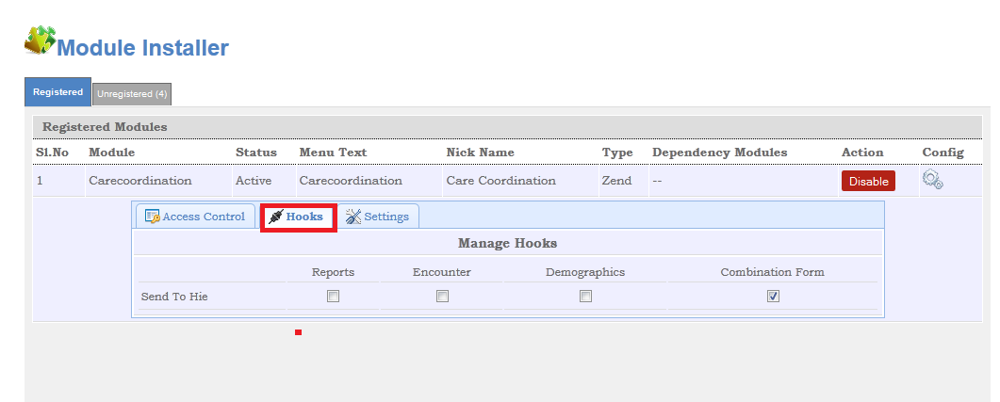 Module Installer
Registered Unregistered (4)
Registered Modules
Sl.No Module Status Menu Text Nick Name Type Dependency Modules Action Config
1 Carecoordination Active Carecoordination Care Coordination Zend -- Disable
Access Control Hooks Settings
Manage Hooks
Reports Encounter Demographics Combination Form
Send To Hie